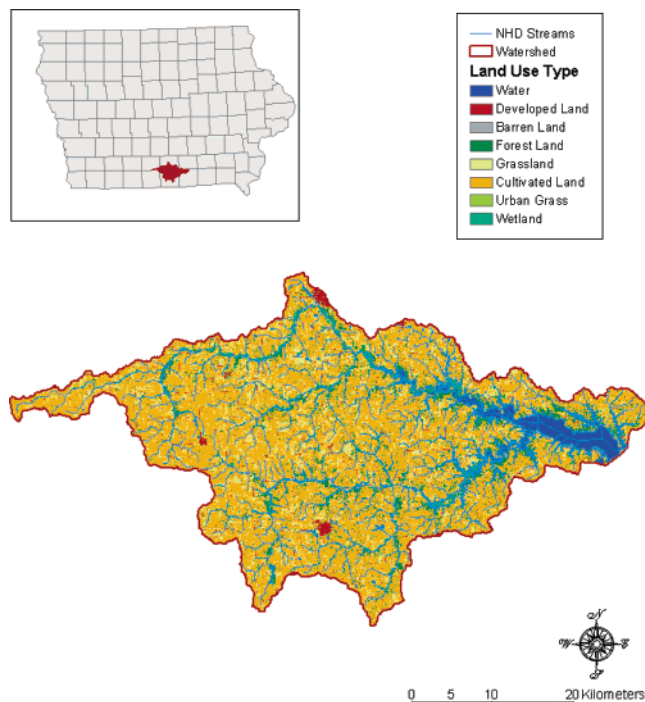 NHD Streams
Watershed
Land Use Type
Water
Developed Land
Barren Land
Forest Land
Grassland
Cultivated Land
Urban Grass
Wetland
N
W E
S
0 5 10 20 Kilometers